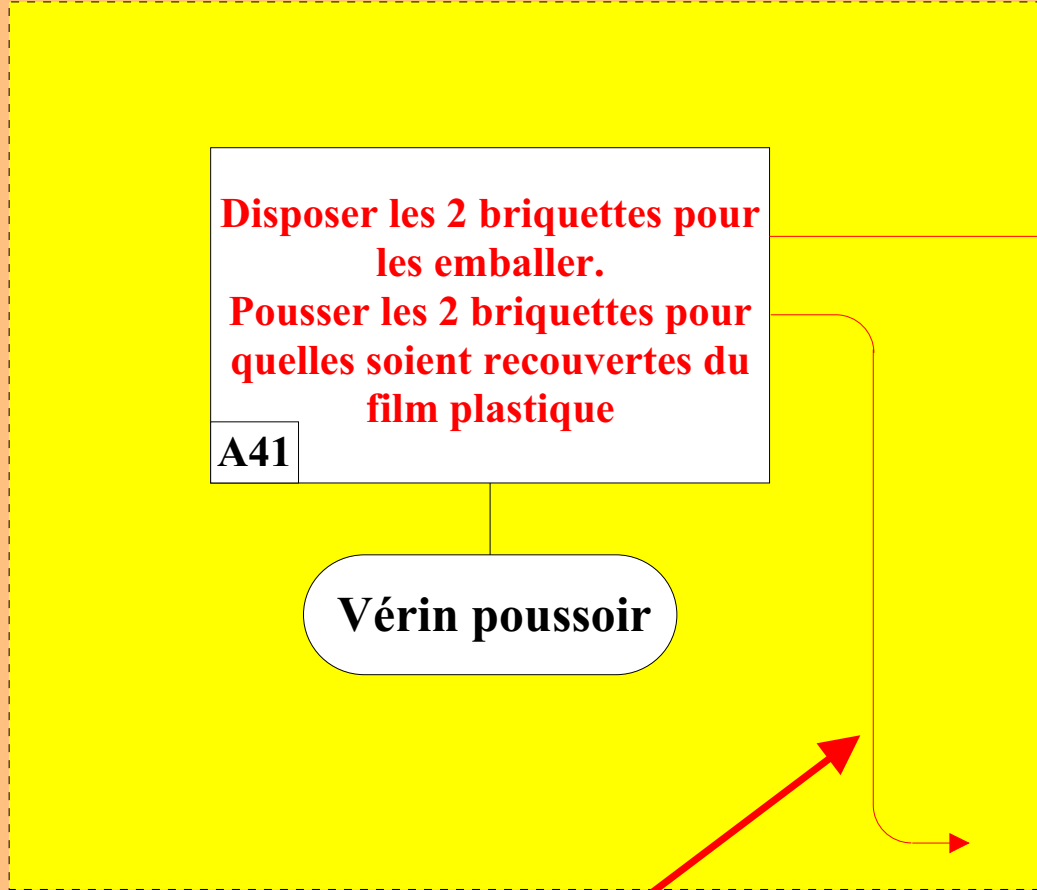 Disposer les 2 briquettes pour
les emballer.
Pousser les 2 briquettes pour
quelles soient recouvertes du
film plastique
A41
Vérin poussoir